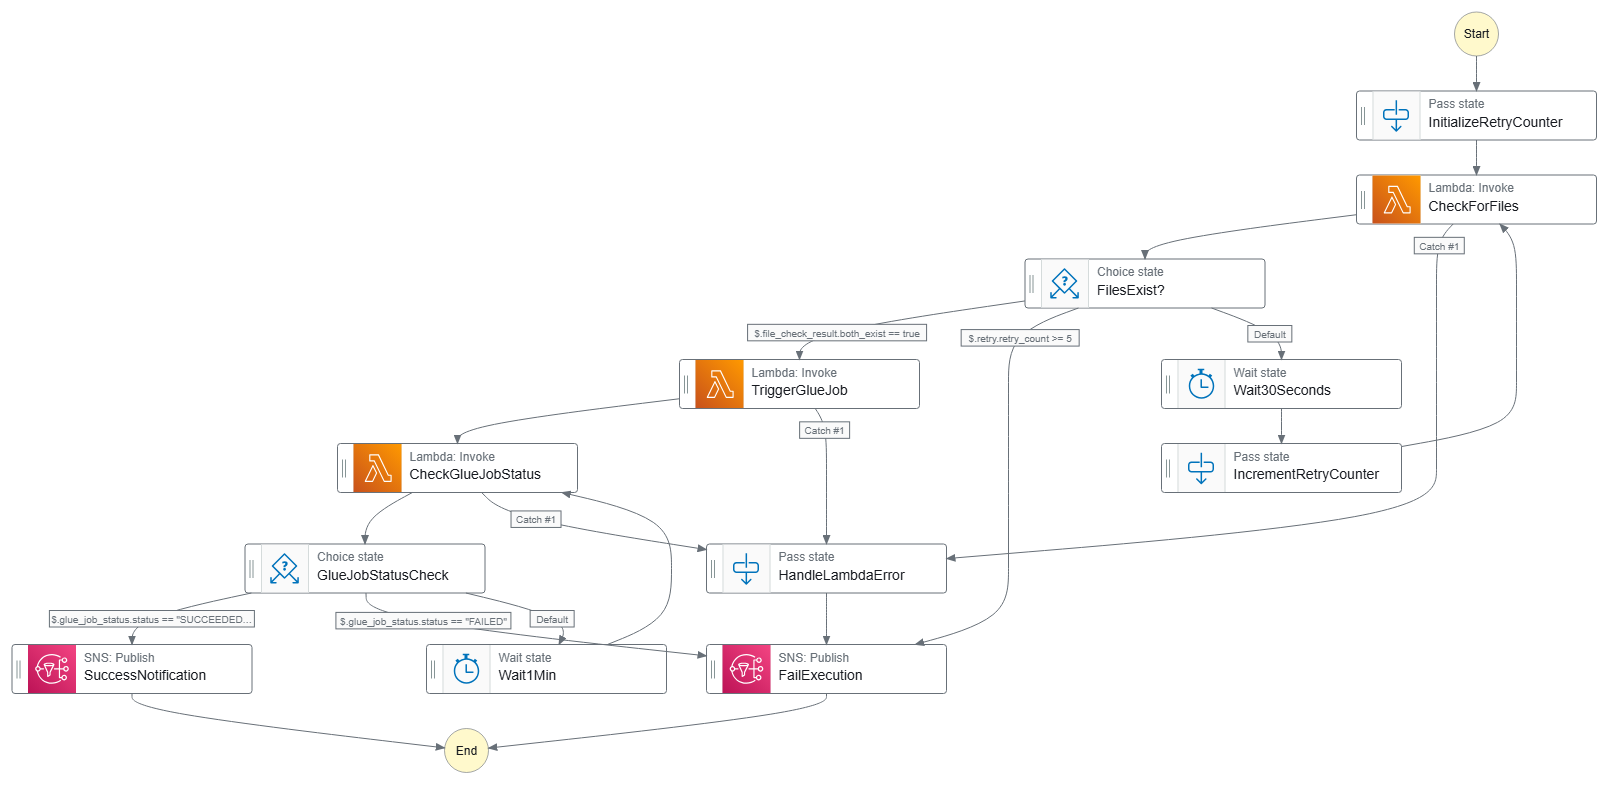 Start
Pass state
InitializeRetryCounter
Lambda: Invoke
CheckForFiles
Catch #1
Choice state
FilesExist?
$.file_check_result.both_exist == true
$.retry.retry_count >= 5
Default
Lambda: Invoke
TriggerGlueJob
Wait state
Wait30Seconds
Catch #1
Lambda: Invoke
CheckGlueJobStatus
Pass state
IncrementRetryCounter
Catch #1
Choice state
GlueJobStatusCheck
Pass state
HandleLambdaError
$.glue_job_status.status == "SUCCEEDED...
$.glue_job_status.status == "FAILED"
Default
SNS: Publish
SuccessNotification
Wait state
Wait1Min
SNS: Publish
FailExecution
End